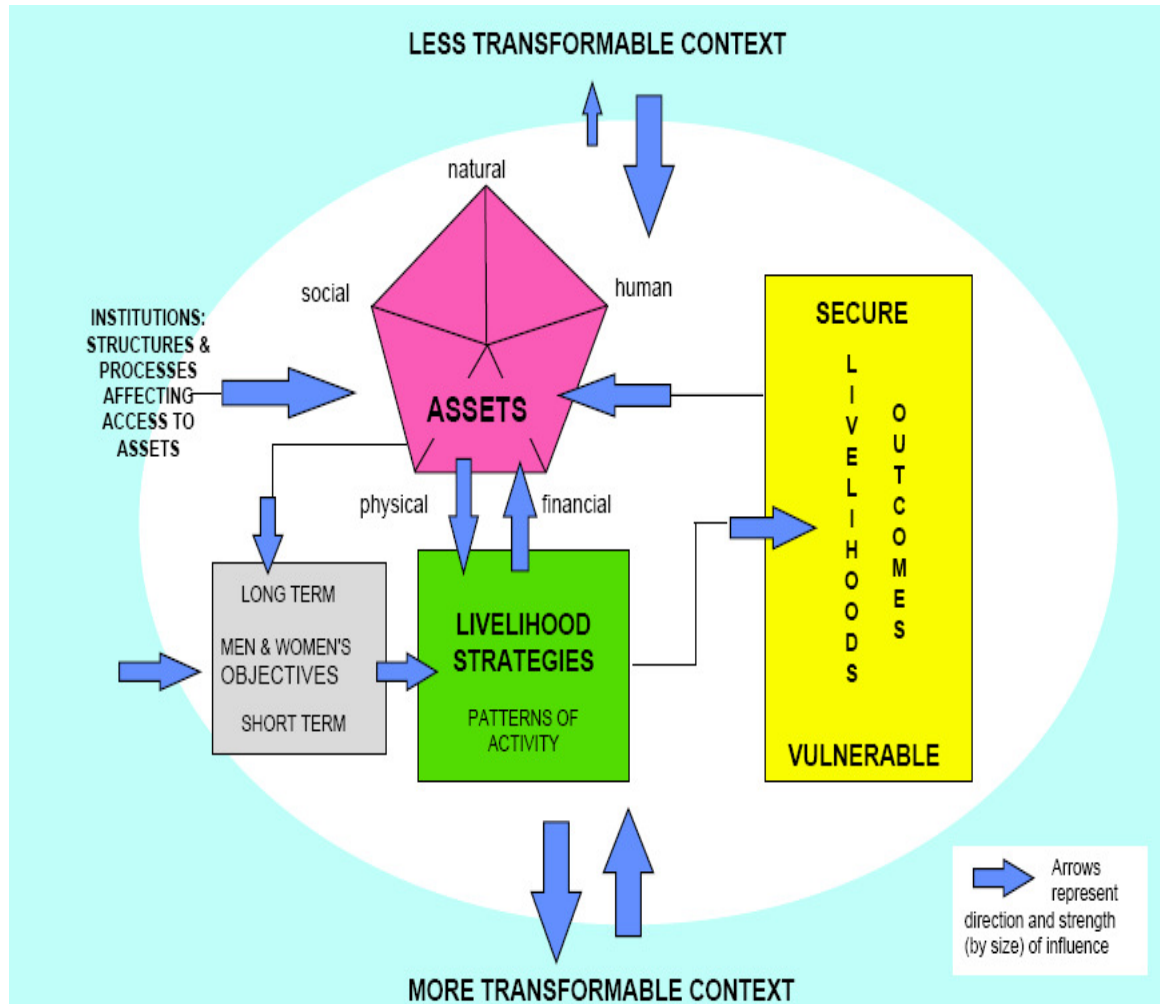 LESS TRANSFORMABLE CONTEXT
natural
social
human
INSTITUTIONS:
STRUCTURES &
PROCESSES
AFFECTING
ACCESS TO
ASSETS
ASSETS
physical
financial
SECURE
LIVELIHOODS
OUTCOMES
VULNERABLE
LONG TERM
MEN & WOMEN'S
OBJECTIVES
SHORT TERM
LIVELIHOOD
STRATEGIES
PATTERNS OF
ACTIVITY
Arrows
represent
direction and strength
(by size) of influence
MORE TRANSFORMABLE CONTEXT